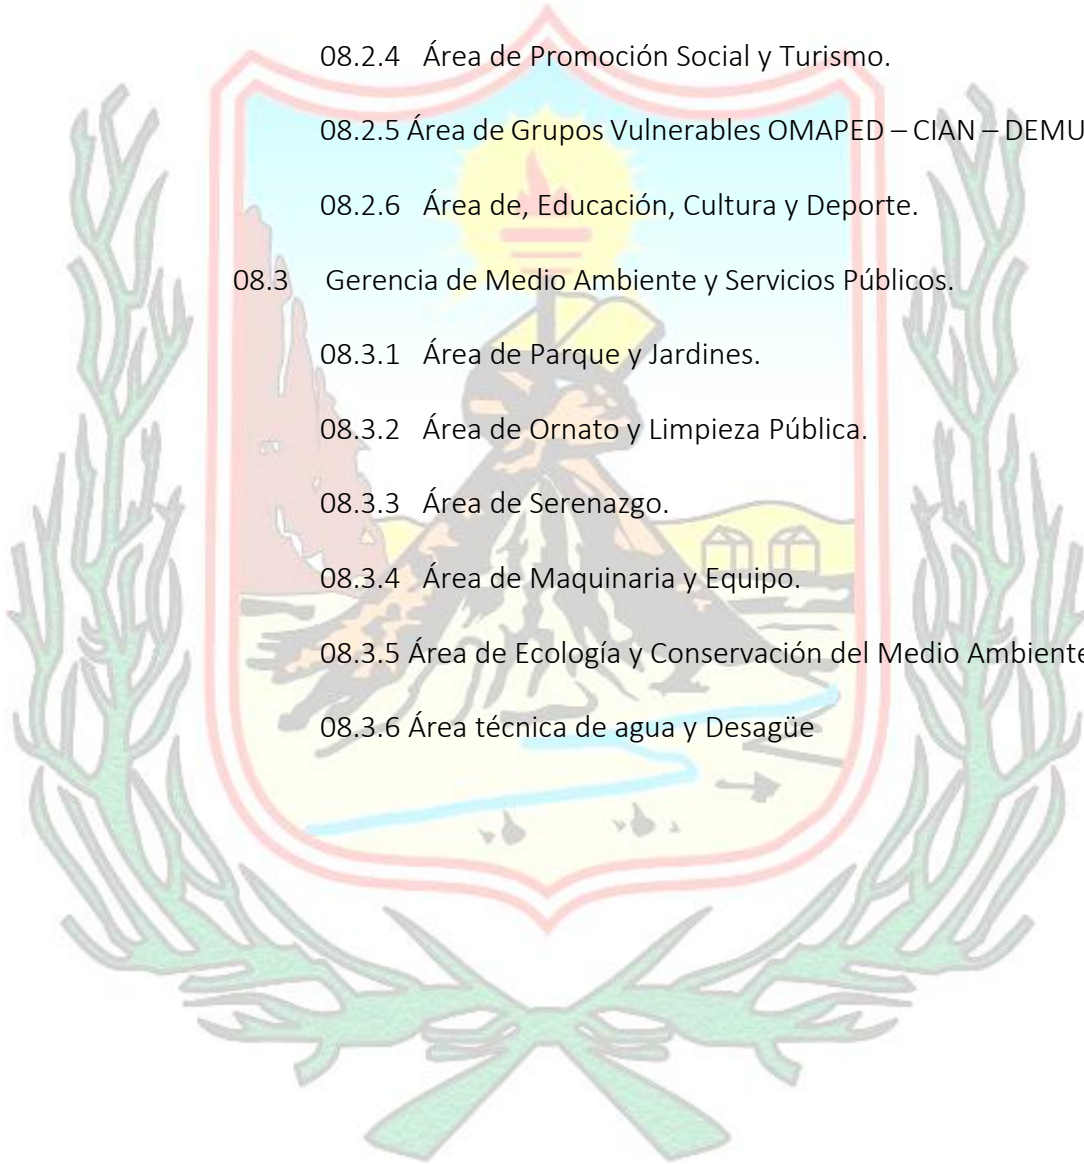 08.2.4 Área de Promoción Social y Turismo.
08.2.5 Área de Grupos Vulnerables OMAPED – CIAN – DEMU
08.2.6 Área de, Educación, Cultura y Deporte.
08.3 Gerencia de Medio Ambiente y Servicios Públicos.
08.3.1 Área de Parque y Jardines.
08.3.2 Área de Ornato y Limpieza Pública.
08.3.3 Área de Serenazgo.
08.3.4 Área de Maquinaria y Equipo.
08.3.5 Área de Ecología y Conservación del Medio Ambiente
08.3.6 Área técnica de agua y Desagüe